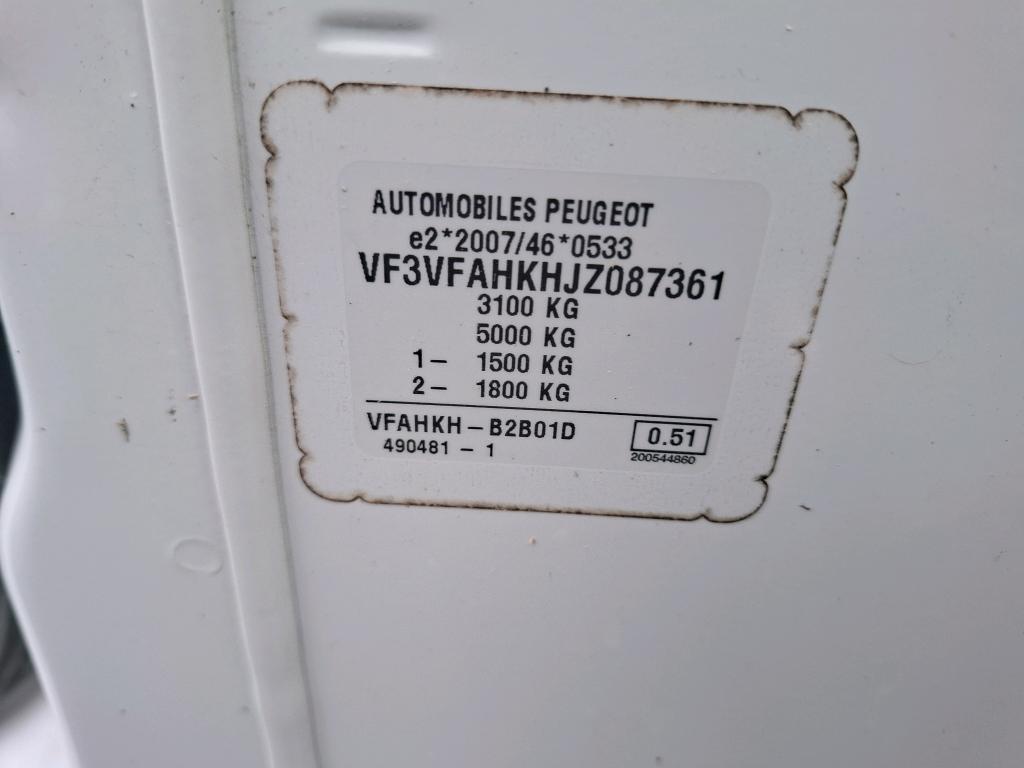 AUTOMOBILES PEUGEOT
e2*2007/46*0533
VF3VFAHKHJZ087361
3100 KG
5000 KG
1– 1500 KG
2– 1800 KG
VFAHKH – B2B01D
0.51
490481 – 1
200544860